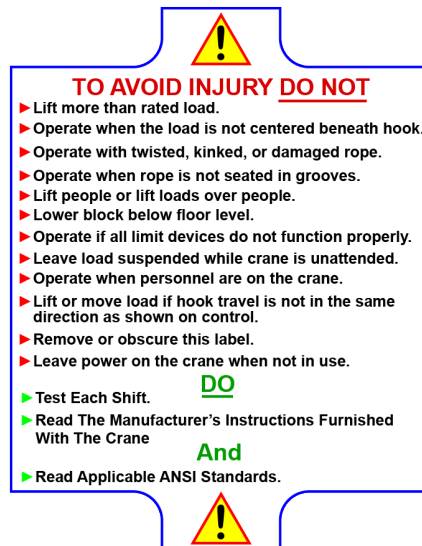 TO AVOID INJURY DO NOT
Lift more than rated load.
Operate when the load is not centered beneath hook.
Operate with twisted, kinked, or damaged rope.
Operate when rope is not seated in grooves.
Lift people or lift loads over people.
Lower block below floor level.
Operate if all limit devices do not function properly.
Leave load suspended while crane is unattended.
Operate when personnel are on the crane.
Lift or move load if hook travel is not in the same
direction as shown on control.
Remove or obscure this label.
Leave power on the crane when not in use.
DO
Test Each Shift.
Read The Manufacturer's Instructions Furnished
With The Crane
And
Read Applicable ANSI Standards.